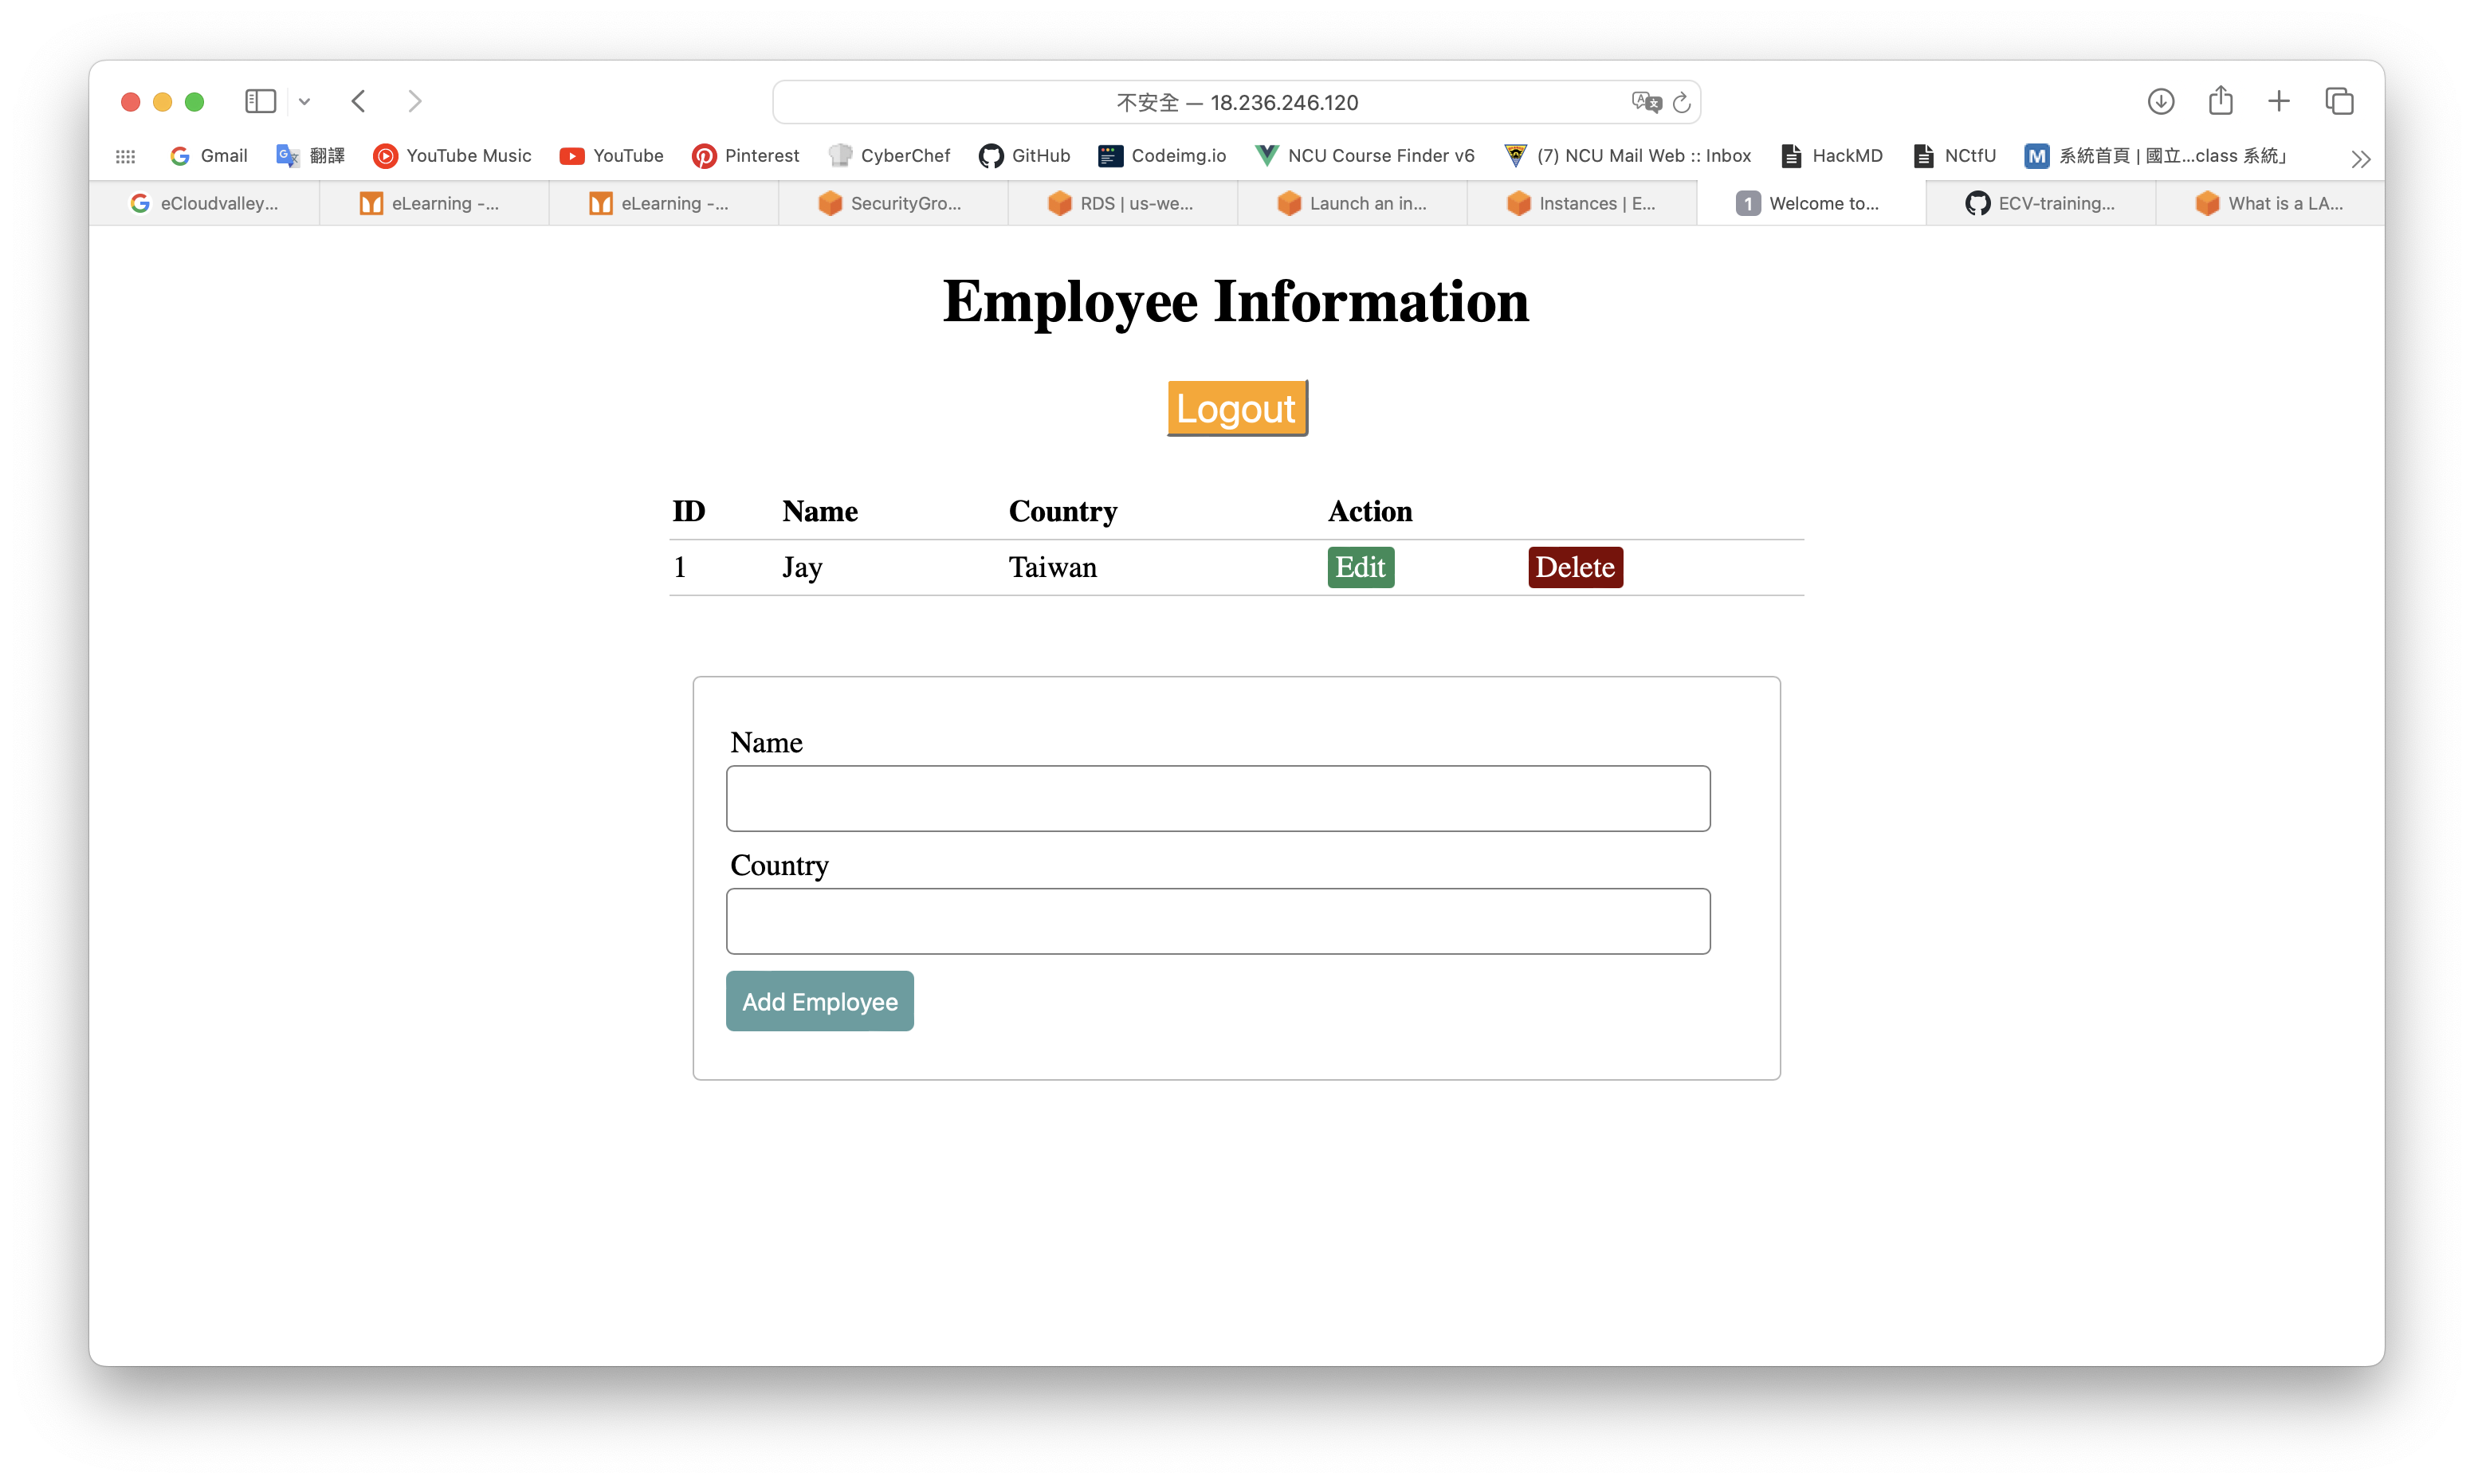 不安全 — 18.236.246.120
Gmail 翻譯 YouTube Music YouTube Pinterest CyberChef GitHub Codeimg.io NCU Course Finder v6 (7) NCU Mail Web :: Inbox HackMD NCtfU M 系統首頁 | 國立...class 系統」
eCloudvalley... eLearning -... eLearning -... SecurityGro... RDS | us-we... Launch an in... Instances | E... 1 Welcome to... ECV-training... What is a LA...
Employee Information
Logout
ID Name Country Action
1 Jay Taiwan Edit Delete
Name
Country
Add Employee